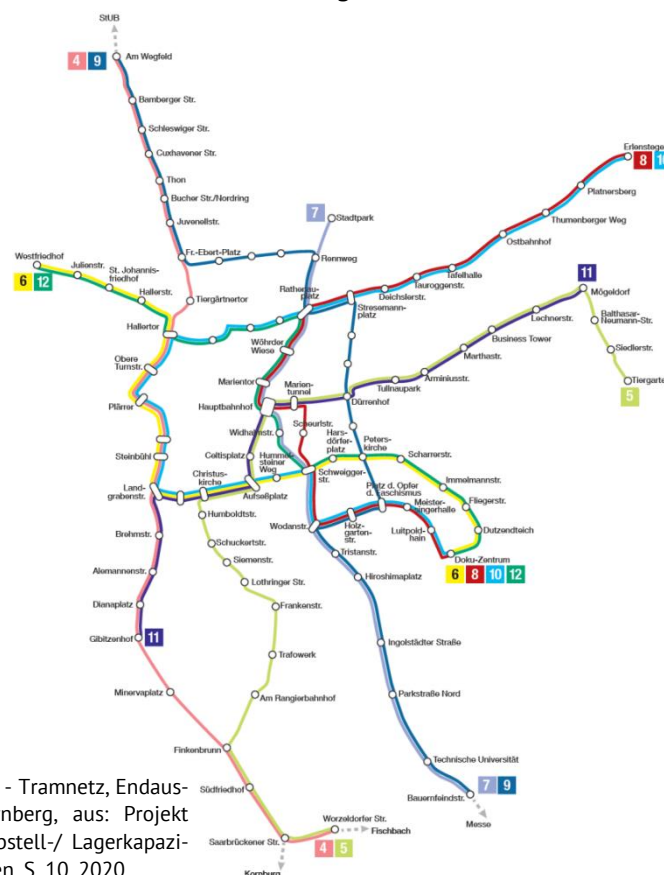 StUB
4 9
Am Wegfeld
Bamberger Str.
Schleswiger Str.
Cuxhavener Str.
Thon
Bucher Str./Nordring
Juvenellstr.
Fr.-Ebert-Platz
7
Stadtpark
Rennweg
Erlenstegen
8 10
Platnersberg
Thumenberger Weg
Ostbahnhof
Tafelhalle
Tauroggenstr.
Deichslerstr.
Westfriedhof
6 12
Julienstr.
St. Johannis-
friedhof
Hallerstr.
Tiergärtnertor
Hallertor
Rathenau-
platz
Stresemann-
platz
11
Mögeldorf
Balthasar-
Neumann-Str.
Siedlerstr.
Tiergarten
5
Lechnerstr.
Business Tower
Marthastr.
Arminiusstr.
Tullnaupark
Dürrenhof
Wöhrder
Wiese
Marientor
Marien-
tunnel
Hauptbahnhof
Obere
Turnstr.
Plärrer
Steinbühl
Land-
grabenstr.
Widhalmstr.
Scheurlstr.
Celtisplatz
Hummel-
steiner
Weg
Hars-
dörfer-
platz
Peters-
kirche
Scharrerstr.
Immelmannstr.
Fliegerstr.
Dutzendteich
Christus-
kirche
Aufseßplatz
Schweigger-
str.
Platz d. Opfer
d. Faschismus
Meister-
singerhalle
Luitpold-
hain
Doku-Zentrum
6 8 10 12
Wodanstr.
Holz-
garten-
str.
Tristanstr.
Hiroshimaplatz
Humboldtstr.
Schuckertstr.
Siemenstr.
Lothringer Str.
Frankenstr.
Trafowerk
Am Rangierbahnhof
Brehmstr.
Alemannenstr.
Dianaplatz
Gibitzenhof
11
Minervaplatz
Finkenbrunn
Südfriedhof
Saarbrückener Str.
Kornburg
Worzeldorfer Str.
Fischbach
4 5
Ingolstädter Straße
Parkstraße Nord
Technische Universität
Bauernfeindstr.
7 9
Messe
- Tramnetz, Endaus-
rnberg, aus: Projekt
bstell-/ Lagerkapazi-
en, S. 10, 2020